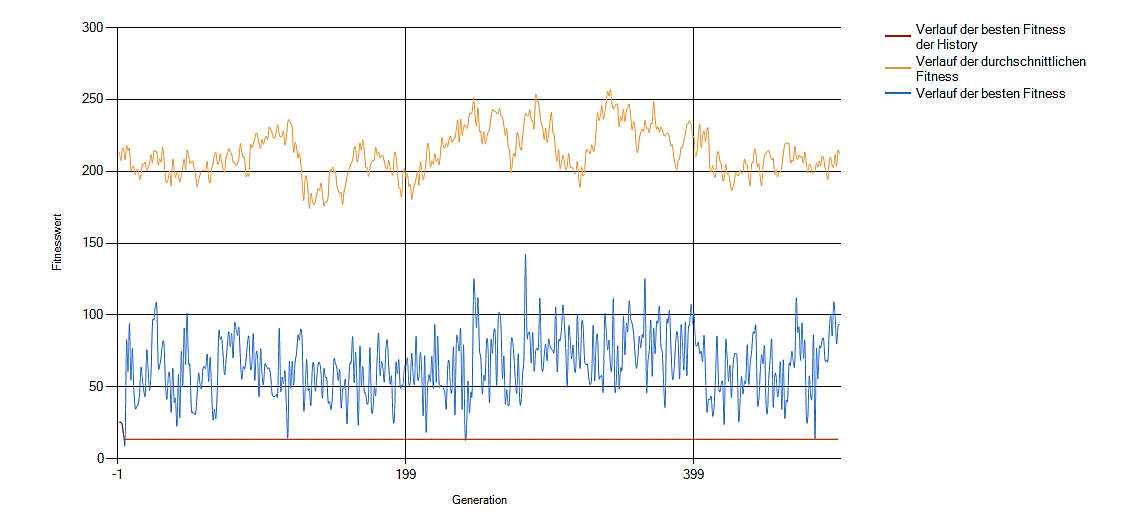 300
250
200
150
100
50
0
-1
199
399
Fitnesswert
Generation
Verlauf der besten Fitness
der History
Verlauf der durchschnittlichen
Fitness
Verlauf der besten Fitness